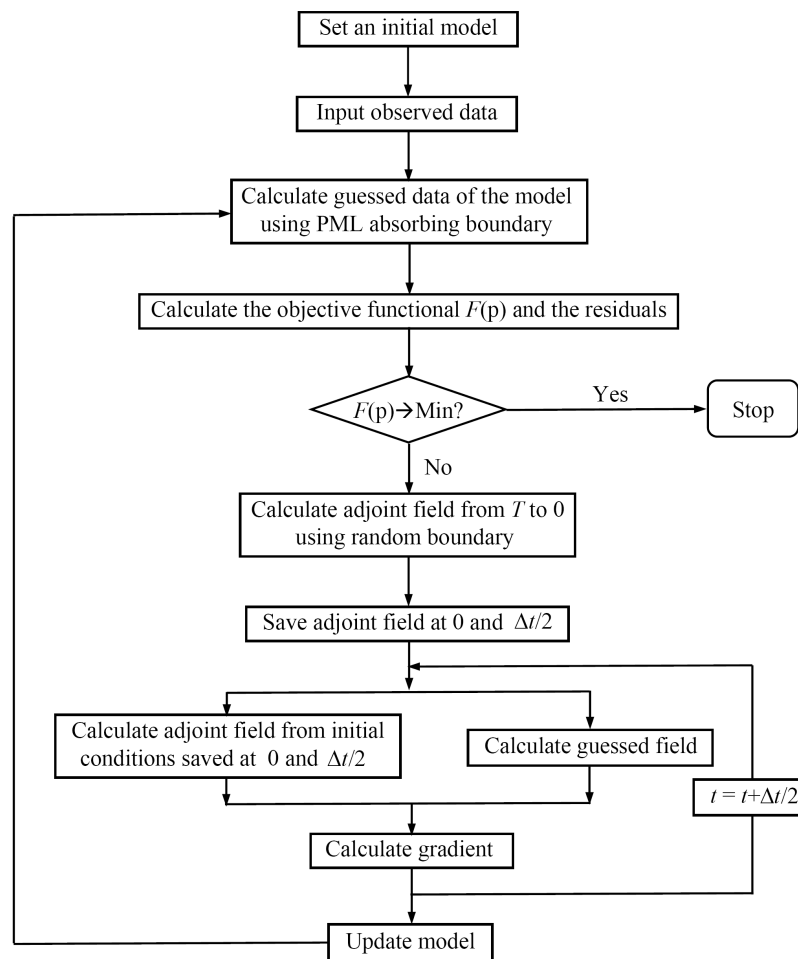 Set an initial model
Input observed data
Calculate guessed data of the model
using PML absorbing boundary
Calculate the objective functional F(p) and the residuals
F(p)→Min?
Yes
Stop
No
Calculate adjoint field from T to 0
using random boundary
Save adjoint field at 0 and Δt/2
Calculate adjoint field from initial
conditions saved at 0 and Δt/2
Calculate guessed field
t = t+Δt/2
Calculate gradient
Update model